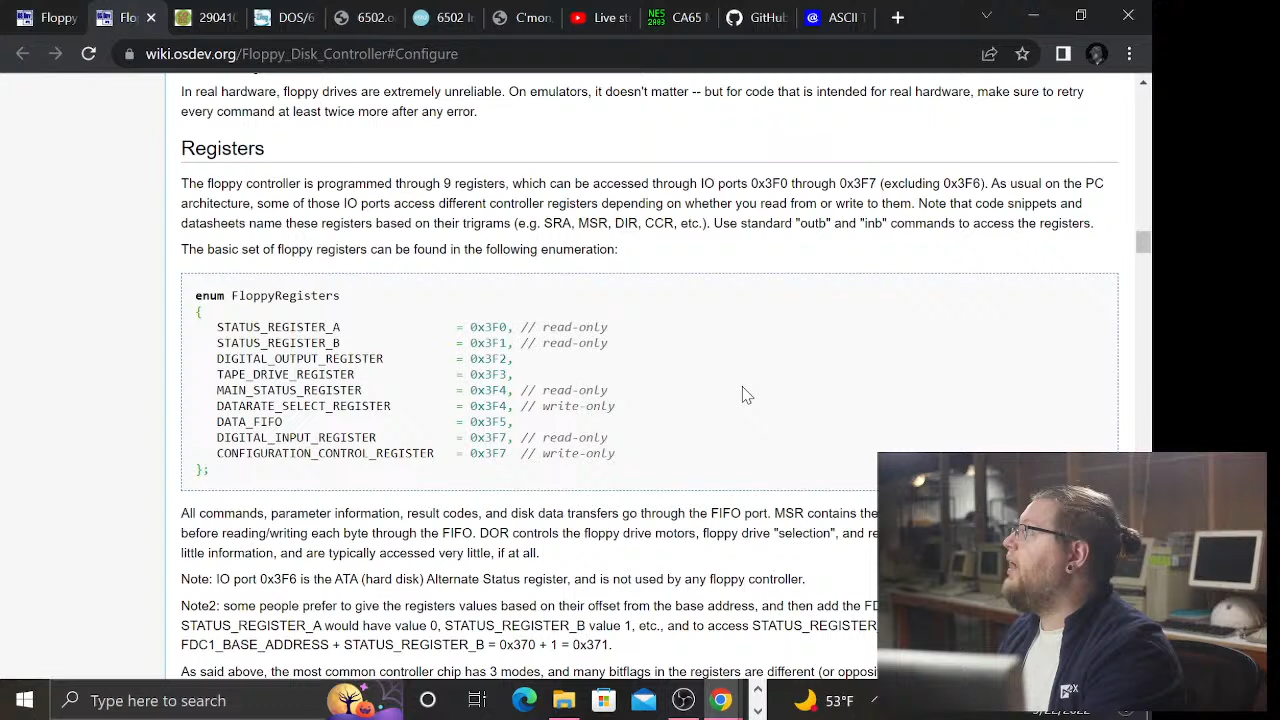 Floppy
Flo
29041
DOS/6
6502.o
65c Ir
C'mn,
Live st
NES
2A03
CA65 M
GitHub
ASCII T
wiki.osdev.org/Floppy_Disk_Controller#Configure
In real hardware, floppy drives are extremely unreliable. On emulators, it doesn't matter -- but for code that is intended for real hardware, make sure to retry
every command at least twice more after any error.
Registers
The floppy controller is programmed through 9 registers, which can be accessed through IO ports 0x3F0 through 0x3F7 (excluding 0x3F6). As usual on the PC
architecture, some of those IO ports access different controller registers depending on whether you read from or write to them. Note that code snippets and
datasheets name these registers based on their trigrams (e.g. SRA, MSR, DIR, CCR, etc.). Use standard "outb" and "inb" commands to access the registers.
The basic set of floppy registers can be found in the following enumeration:
enum FloppyRegisters
{
STATUS_REGISTER_A = 0x3F0, // read-only
STATUS_REGISTER_B = 0x3F1, // read-only
DIGITAL_OUTPUT_REGISTER = 0x3F2,
TAPE_DRIVE_REGISTER = 0x3F3,
MAIN_STATUS_REGISTER = 0x3F4, // read-only
DATARATE_SELECT_REGISTER = 0x3F4, // write-only
DATA_FIFO = 0x3F5,
DIGITAL_INPUT_REGISTER = 0x3F7, // read-only
CONFIGURATION_CONTROL_REGISTER = 0x3F7 // write-only
};
All commands, parameter information, result codes, and disk data transfers go through the FIFO port. MSR contains the
before reading/writing each byte through the FIFO. DOR controls the floppy drive motors, floppy drive "selection", and re
little information, and are typically accessed very little, if at all.
Note: IO port 0x3F6 is the ATA (hard disk) Alternate Status register, and is not used by any floppy controller.
Note2: some people prefer to give the registers values based on their offset from the base address, and then add the FD
STATUS_REGISTER_A would have value 0, STATUS_REGISTER_B value 1, etc., and to access STATUS_REGISTER_
FDC1_BASE_ADDRESS + STATUS_REGISTER_B = 0x370 + 1 = 0x371.
As said above, the most common controller chip has 3 modes, and many bitflags in the registers are different (or opposi
Type here to search
53°F